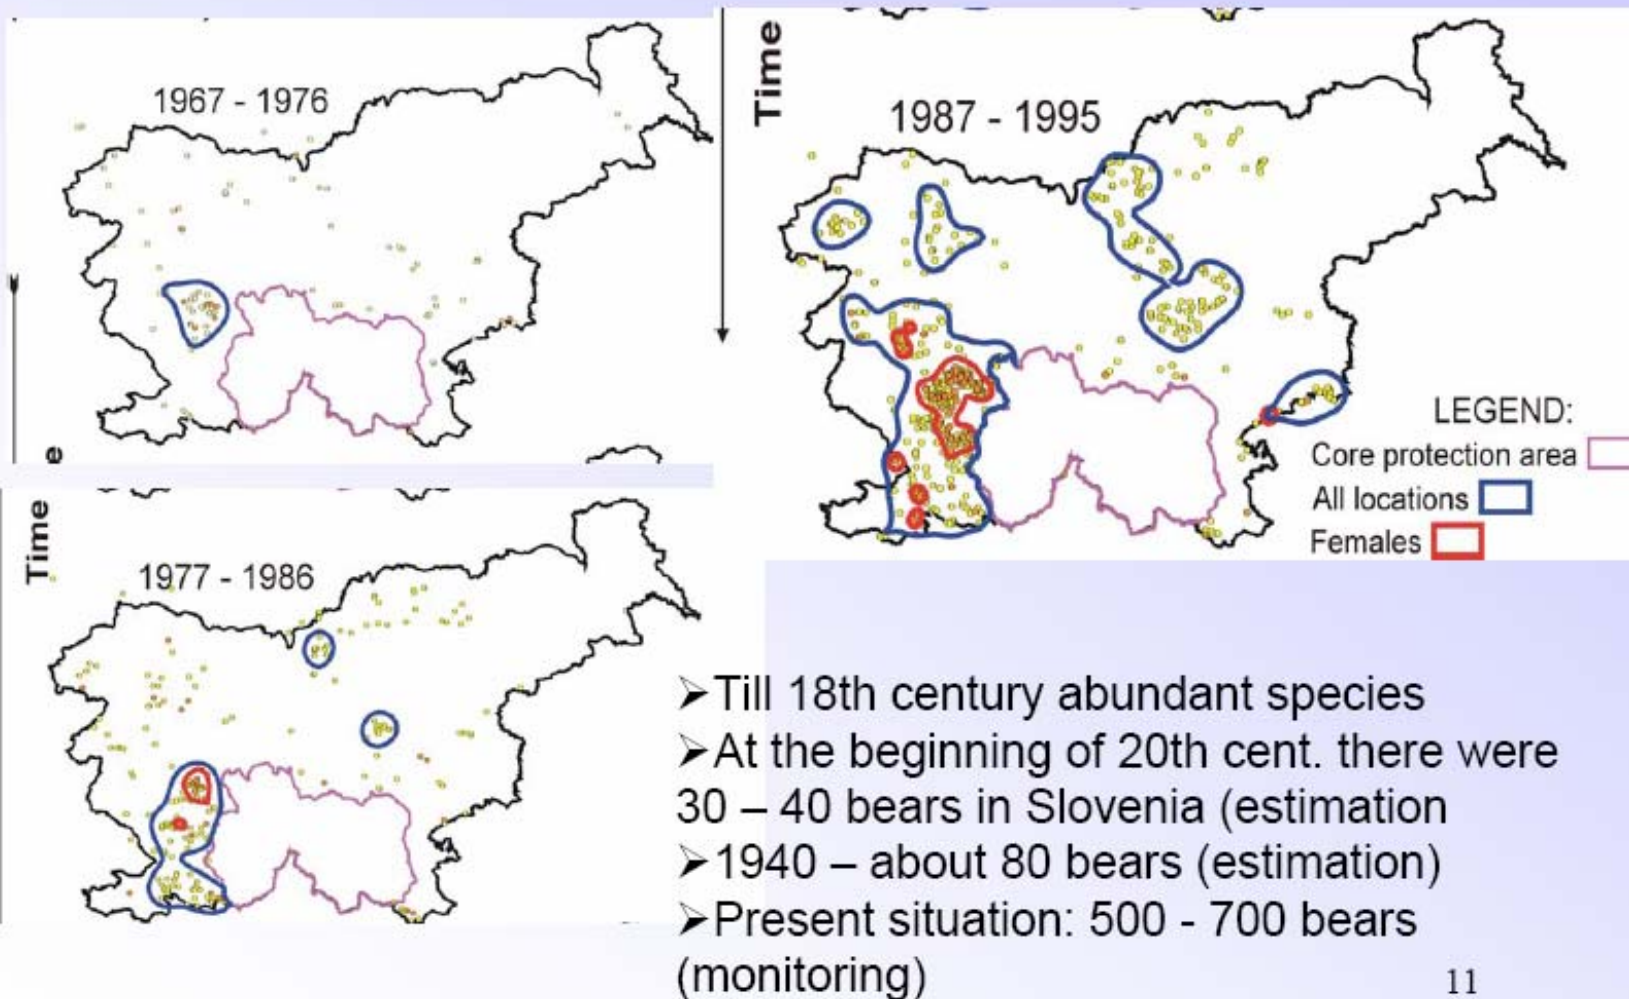 1967 - 1976
Time
1987 - 1995
LEGEND:
Core protection area
All locations
Females
e
Time
1977 - 1986
➤Till 18th century abundant species
➤At the beginning of 20th cent. there were
30 – 40 bears in Slovenia (estimation
➤1940 – about 80 bears (estimation)
➤Present situation: 500 - 700 bears
(monitoring)
11